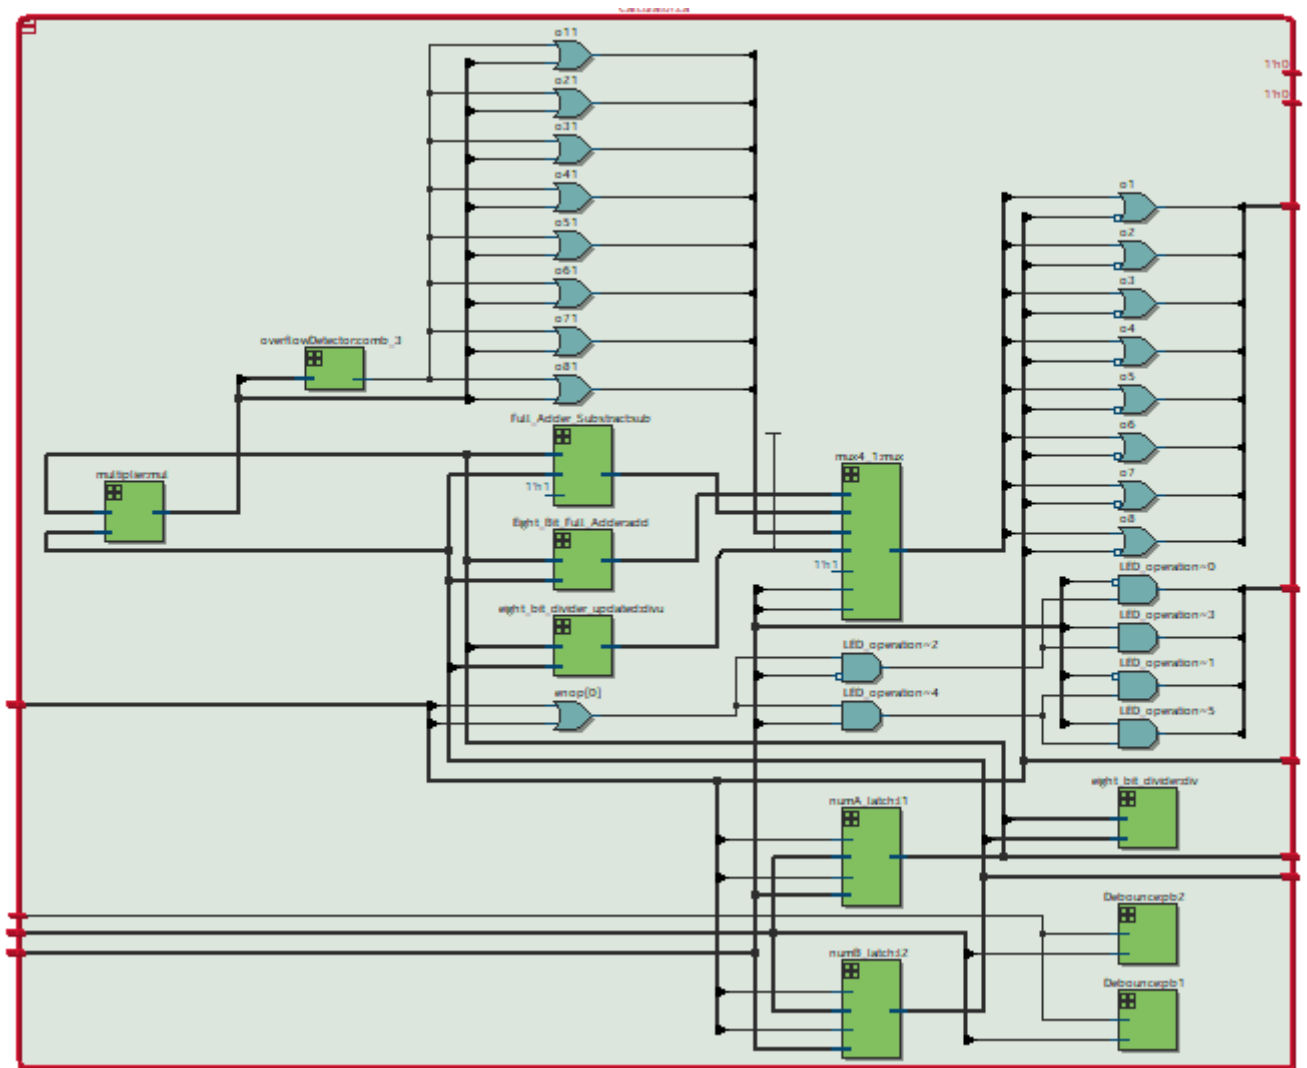 1'h0
1'h0
o11
o21
o31
o41
o51
o61
o71
o81
o1
o2
o3
o4
o5
o6
o7
o8
overflowDetector:comb_3
multiplier:mul
Full_Adder_Substract:sub
1'h1
Eight_Bit_Full_Adder:add
eight_bit_divider_updated:divu
enop[0]
mux4_1:mux
1'h1
LED_operation~2
LED_operation~4
LED_operation~0
LED_operation~3
LED_operation~1
LED_operation~5
eight_bit_divider:div
numA_latch:l1
numB_latch:l2
Debounce:pb2
Debounce:pb1